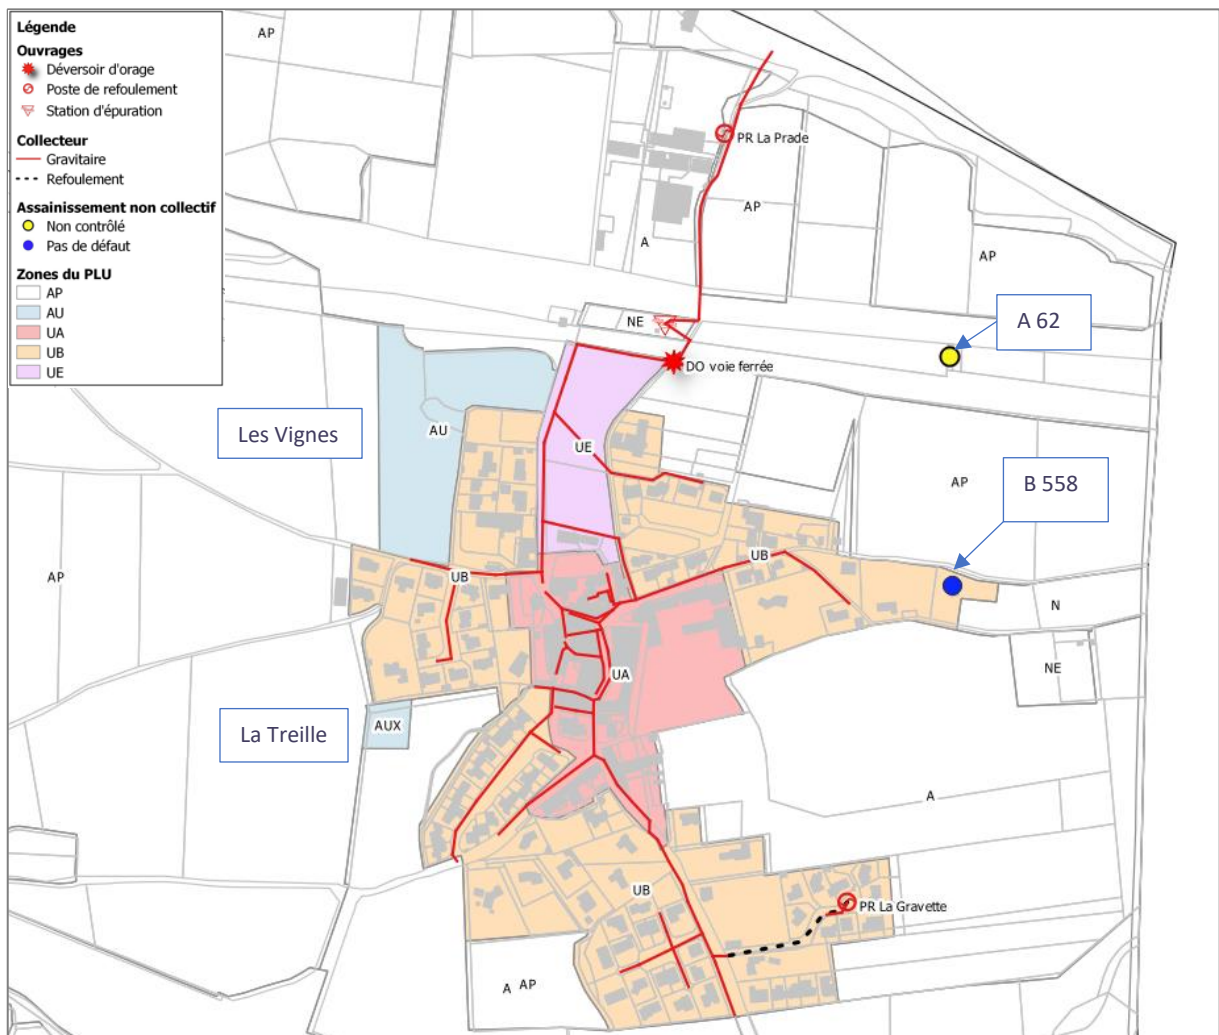 Légende
Ouvrages
Déversoir d'orage
Poste de refoulement
Station d'épuration
Collecteur
Gravitaire
Refoulement
Assainissement non collectif
Non contrôlé
Pas de défaut
Zones du PLU
AP
AU
UA
UB
UE
AP
PR La Prade
AP
A
AP
A 62
NE
DO voie ferrée
Les Vignes
AU
UE
AP
B 558
UB
UB
AP
N
NE
UA
La Treille
AUX
A
UB
PR La Gravette
A AP